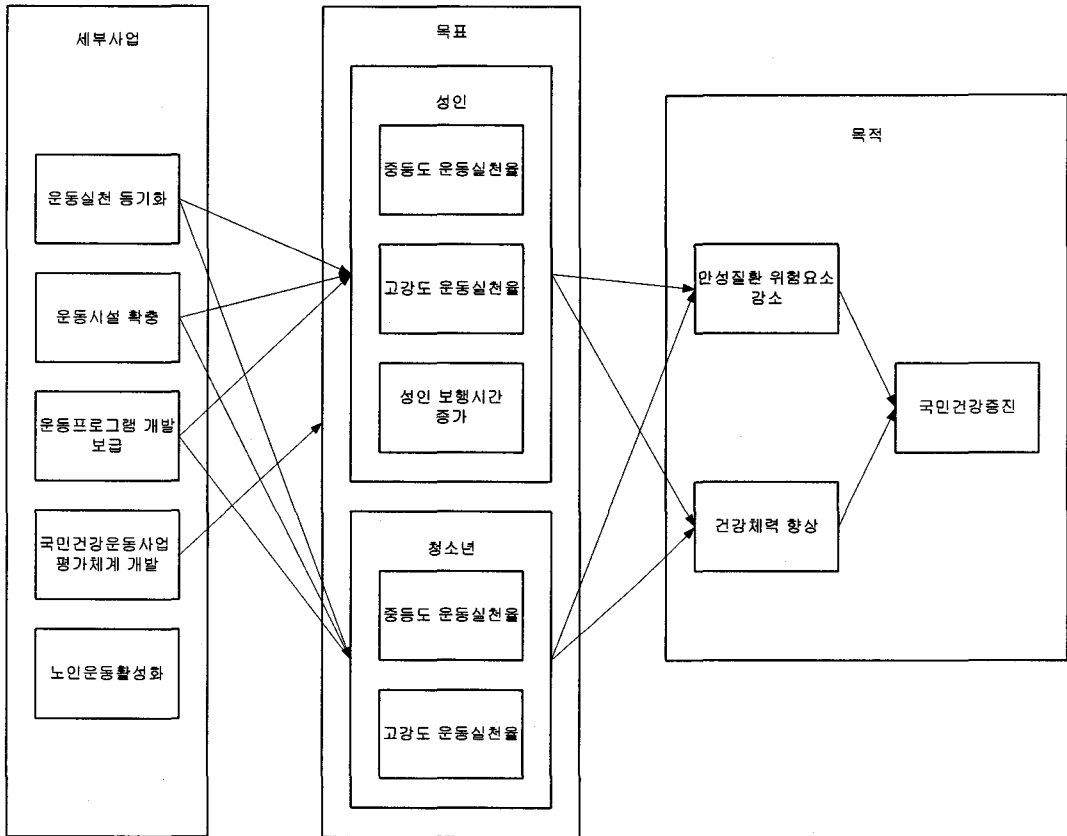 세부사업
운동실천 동기화
운동시설 확충
운동프로그램 개발
보급
국민건강운동사업
평가체계 개발
노인운동활성화
목표
성인
중등도 운동실천율
고강도 운동실천율
성인 보행시간
증가
청소년
중등도 운동실천율
고강도 운동실천율
목적
만성질환 위험요소
감소
건강체력 향상
국민건강증진